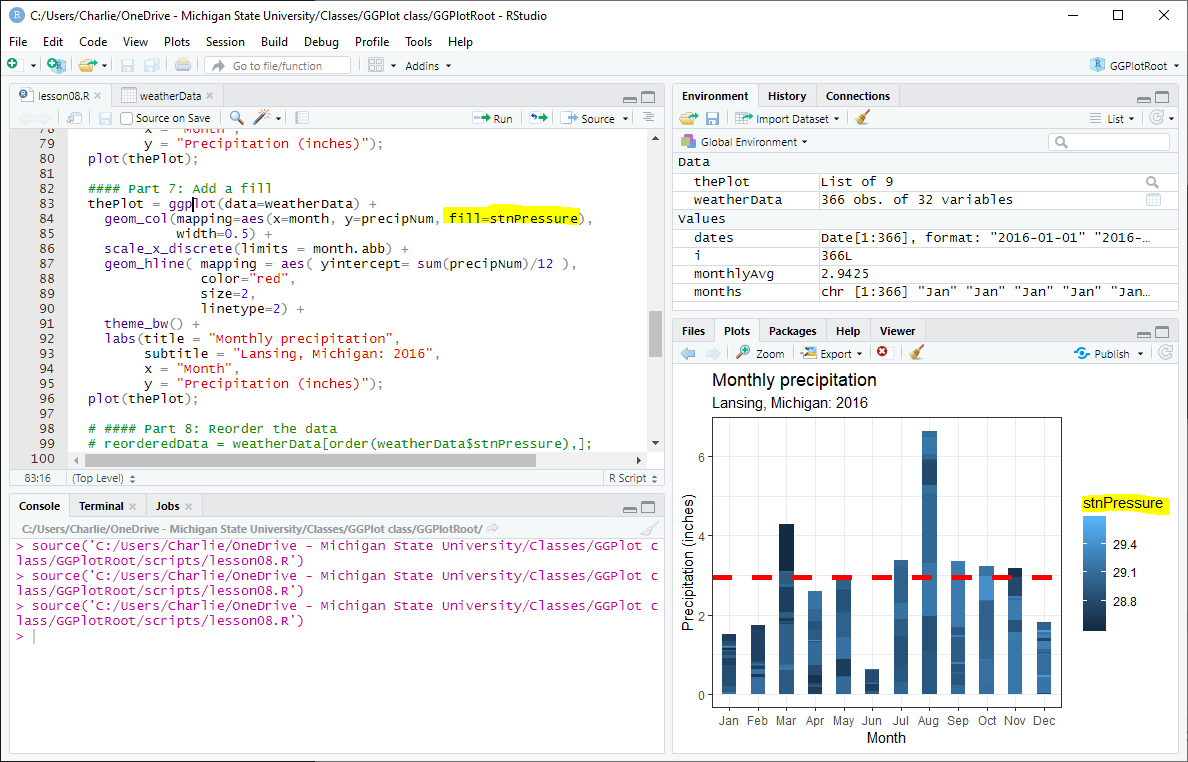 C:/Users/Charlie/OneDrive - Michigan State University/Classes/GGPlot class/GGPlotRoot - RStudio
File Edit Code View Plots Session Build Debug Profile Tools Help
Go to file/function Addins GGPlotRoot
lesson08.R weatherData
Source on Save Run Source
78 x = "Month",
79 y = "Precipitation (inches)");
80 plot(thePlot);
81
82 #### Part 7: Add a fill
83 thePlot = ggplot(data=weatherData) +
84 geom_col(mapping=aes(x=month, y=precipNum, fill=stnPressure),
85 width=0.5) +
86 scale_x_discrete(limits = month.abb) +
87 geom_hline( mapping = aes( yintercept= sum(precipNum)/12 ),
88 color="red",
89 size=2,
90 linetype=2) +
91 theme_bw() +
92 labs(title = "Monthly precipitation",
93 subtitle = "Lansing, Michigan: 2016",
94 x = "Month",
95 y = "Precipitation (inches)");
96 plot(thePlot);
97
98 # #### Part 8: Reorder the data
99 # reorderedData = weatherData[order(weatherData$stnPressure),];
100
83:16 (Top Level) R Script
Console Terminal Jobs
C:/Users/Charlie/OneDrive - Michigan State University/Classes/GGPlot class/GGPlotRoot/
> source('C:/Users/Charlie/OneDrive - Michigan State University/Classes/GGPlot c
lass/GGPlotRoot/scripts/lesson08.R')
> source('C:/Users/Charlie/OneDrive - Michigan State University/Classes/GGPlot c
lass/GGPlotRoot/scripts/lesson08.R')
> source('C:/Users/Charlie/OneDrive - Michigan State University/Classes/GGPlot c
lass/GGPlotRoot/scripts/lesson08.R')
>
Environment History Connections
Import Dataset List
Global Environment
Data
thePlot List of 9
weatherData 366 obs. of 32 variables
Values
dates Date[1:366], format: "2016-01-01" "2016-…
i 366L
monthlyAvg 2.9425
months chr [1:366] "Jan" "Jan" "Jan" "Jan" "Jan…
Files Plots Packages Help Viewer
Zoom Export Publish
Monthly precipitation
Lansing, Michigan: 2016
Precipitation (inches)
6
4
2
0
Jan Feb Mar Apr May Jun Jul Aug Sep Oct Nov Dec
Month
stnPressure
29.4
29.1
28.8